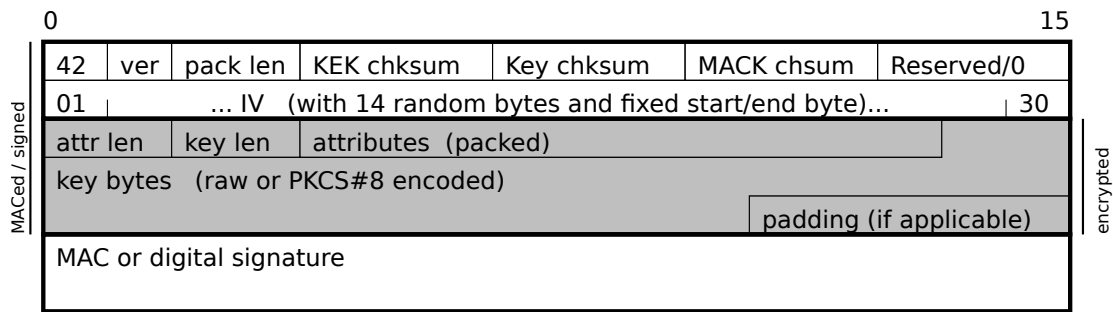 0 15
42 ver pack len KEK chksum Key chksum MACK chsum Reserved/0
01 ... IV (with 14 random bytes and fixed start/end byte)... 30
attr len key len attributes (packed)
key bytes (raw or PKCS#8 encoded)
padding (if applicable)
MAC or digital signature
MACed / signed
encrypted